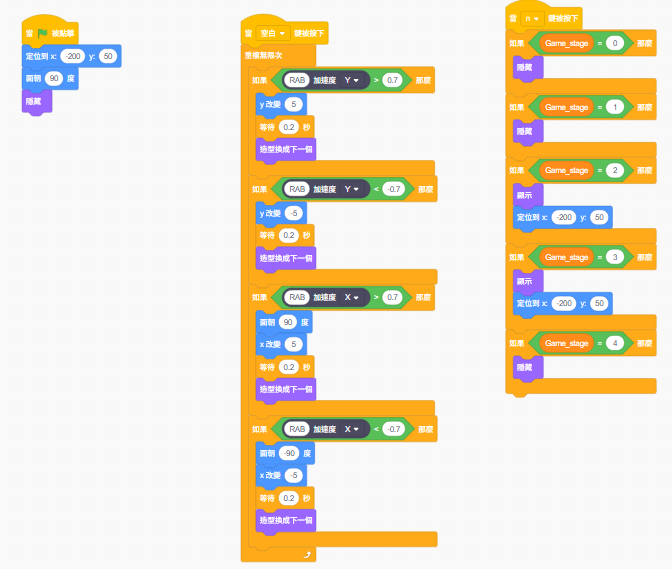 當 被點擊
定位到 x: -200 y: 50
面朝 90 度
隱藏
當 空白 鍵被按下
重複無限次
如果 RAB 加速度 Y > 0.7 那麼
y 改變 5
等待 0.2 秒
造型換成下一個
如果 RAB 加速度 Y < -0.7 那麼
y 改變 -5
等待 0.2 秒
造型換成下一個
如果 RAB 加速度 X > 0.7 那麼
面朝 90 度
x 改變 5
等待 0.2 秒
造型換成下一個
如果 RAB 加速度 X < -0.7 那麼
面朝 -90 度
x 改變 -5
等待 0.2 秒
造型換成下一個
當 n 鍵被按下
如果 Game_stage = 0 那麼
隱藏
如果 Game_stage = 1 那麼
隱藏
如果 Game_stage = 2 那麼
顯示
定位到 x: -200 y: 50
如果 Game_stage = 3 那麼
顯示
定位到 x: -200 y: 50
如果 Game_stage = 4 那麼
隱藏